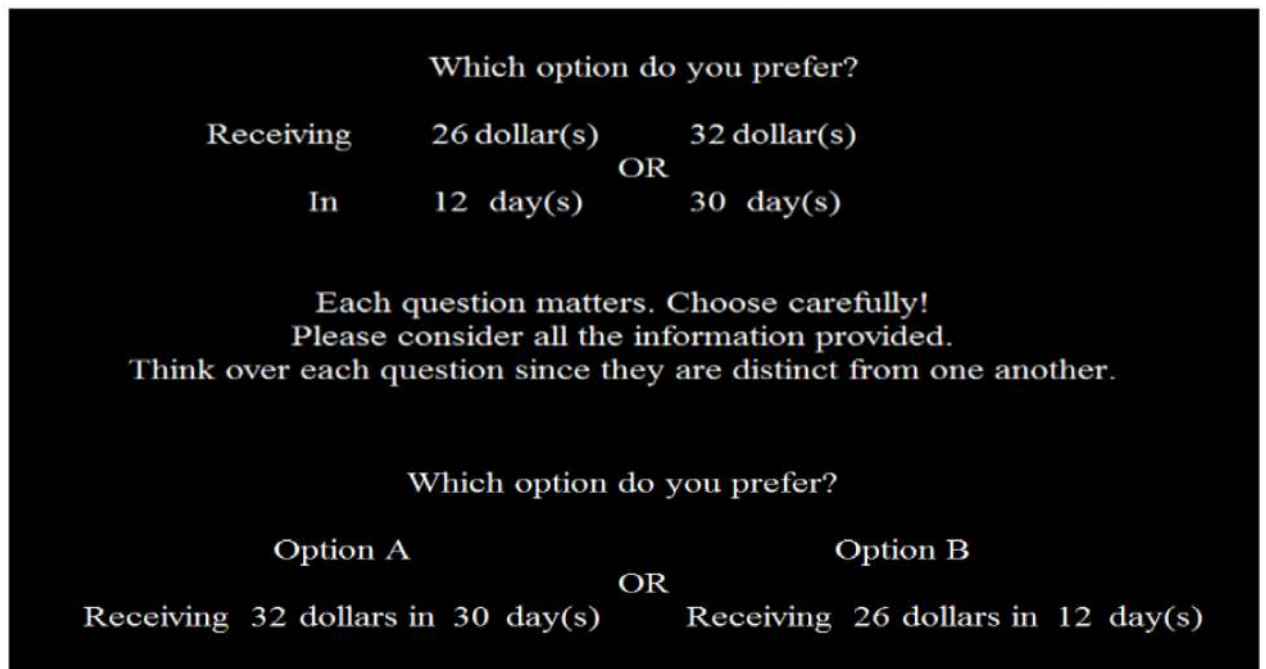 Which option do you prefer?
Receiving 26 dollar(s) 32 dollar(s)
OR
In 12 day(s) 30 day(s)
Each question matters. Choose carefully!
Please consider all the information provided.
Think over each question since they are distinct from one another.
Which option do you prefer?
Option A Option B
OR
Receiving 32 dollars in 30 day(s) Receiving 26 dollars in 12 day(s)